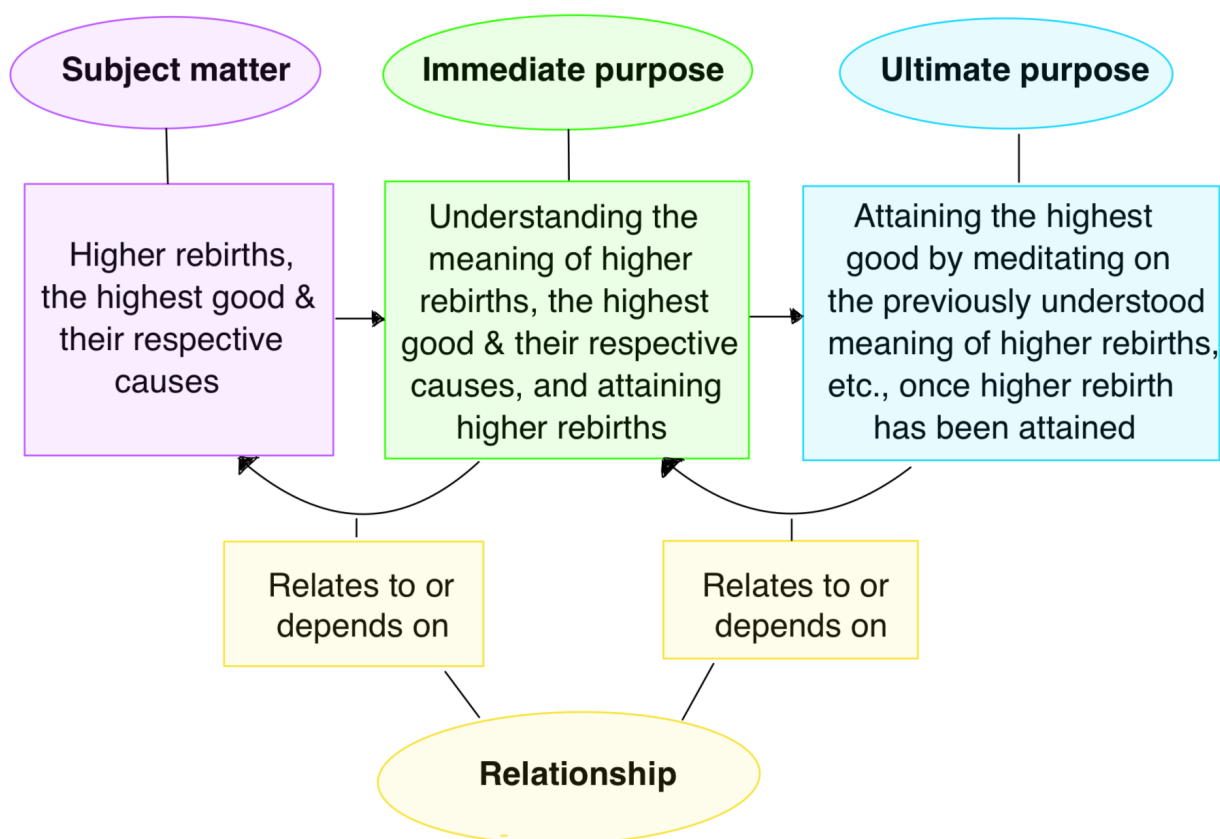 Subject matter
Immediate purpose
Ultimate purpose
Higher rebirths,
the highest good &
their respective
causes
Understanding the
meaning of higher
rebirths, the highest
good & their respective
causes, and attaining
higher rebirths
Attaining the highest
good by meditating on
the previously understood
meaning of higher rebirths,
etc., once higher rebirth
has been attained
Relates to or
depends on
Relates to or
depends on
Relationship